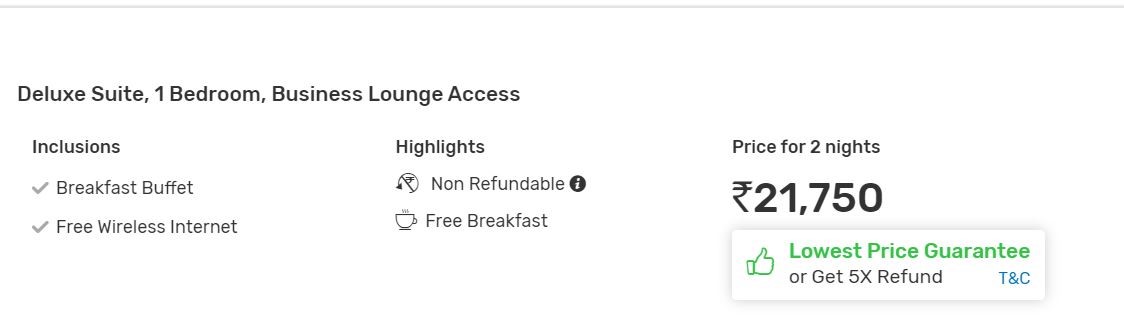 Deluxe Suite, 1 Bedroom, Business Lounge Access
Inclusions
Breakfast Buffet
Free Wireless Internet
Highlights
Non Refundable
Free Breakfast
Price for 2 nights
₹21,750
Lowest Price Guarantee
or Get 5X Refund T&C